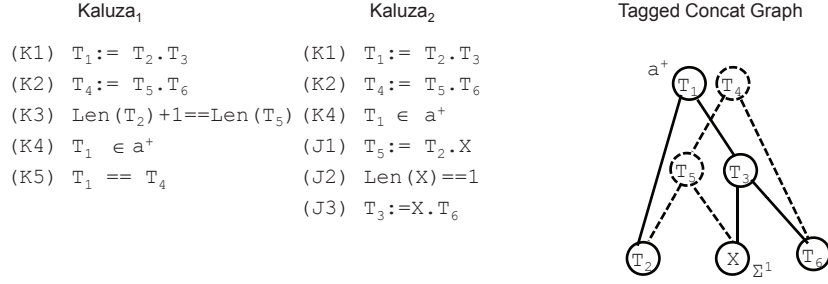 Kaluza₁
(K1) T₁:= T₂.T₃
(K2) T₄:= T₅.T₆
(K3) Len(T₂)+1==Len(T₅)
(K4) T₁ ∈ a⁺
(K5) T₁ == T₄
Kaluza₂
(K1) T₁:= T₂.T₃
(K2) T₄:= T₅.T₆
(K4) T₁ ∈ a⁺
(J1) T₅:= T₂.X
(J2) Len(X)==1
(J3) T₃:=X.T₆
Tagged Concat Graph
a⁺ T₁ T₄
T₅ T₃
T₂ X Σ¹ T₆